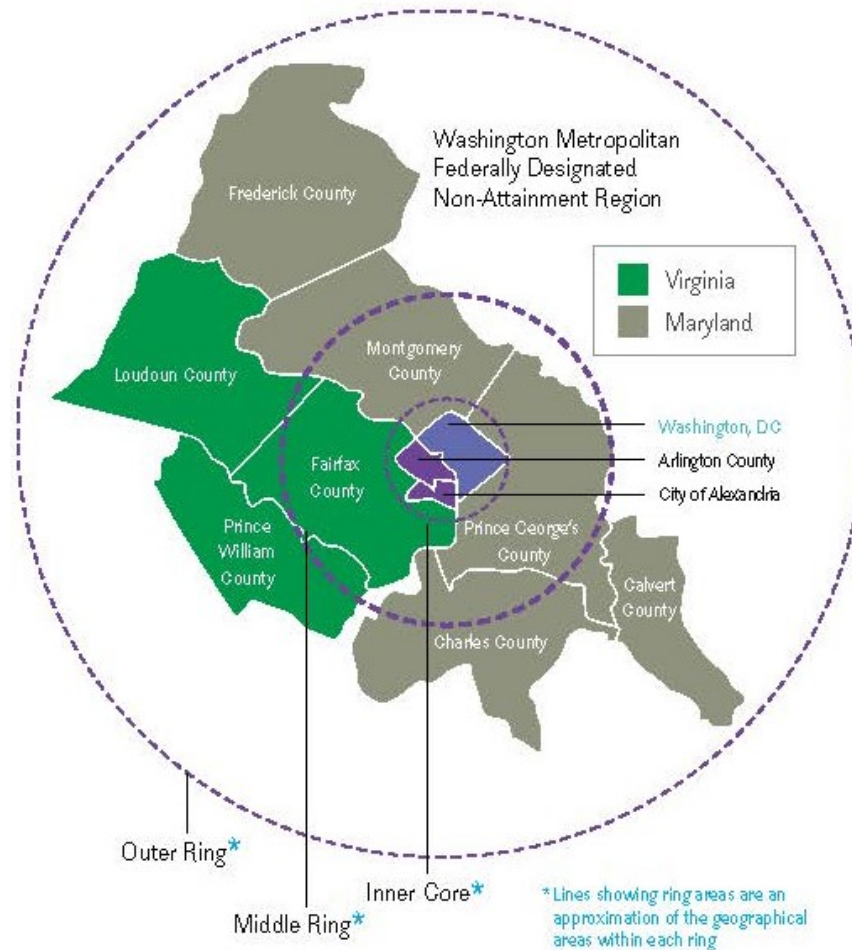 Washington Metropolitan
Federally Designated
Non-Attainment Region
Frederick County
Virginia
Maryland
Montgomery
County
Loudoun County
Washington, DC
Arlington County
City of Alexandria
Fairfax
County
Prince
William
County
Prince George's
County
Calvert
County
Charles County
Outer Ring*
Inner Core*
Middle Ring*
*Lines showing ring areas are an
approximation of the geographical
areas within each ring